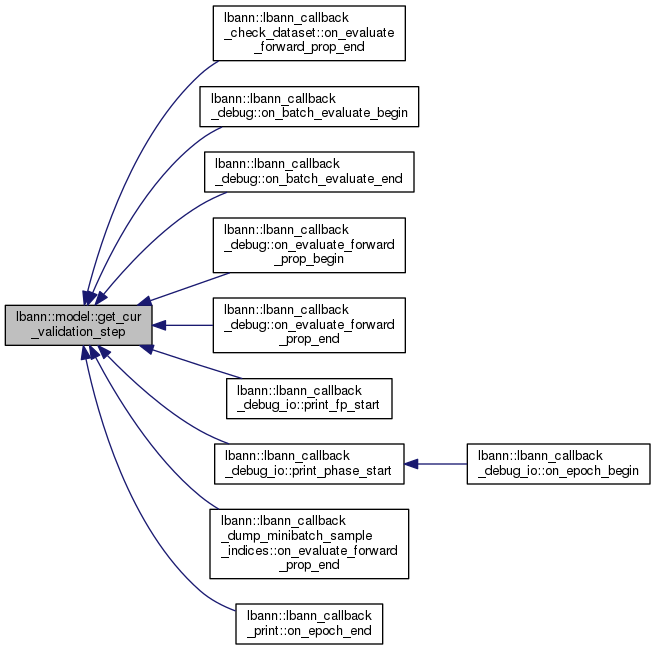 lbann::lbann_callback
_check_dataset::on_evaluate
_forward_prop_end
lbann::lbann_callback
_debug::on_batch_evaluate_begin
lbann::lbann_callback
_debug::on_batch_evaluate_end
lbann::lbann_callback
_debug::on_evaluate_forward
_prop_begin
lbann::model::get_cur
_validation_step
lbann::lbann_callback
_debug::on_evaluate_forward
_prop_end
lbann::lbann_callback
_debug_io::print_fp_start
lbann::lbann_callback
_debug_io::print_phase_start
lbann::lbann_callback
_debug_io::on_epoch_begin
lbann::lbann_callback
_dump_minibatch_sample
_indices::on_evaluate_forward
_prop_end
lbann::lbann_callback
_print::on_epoch_end